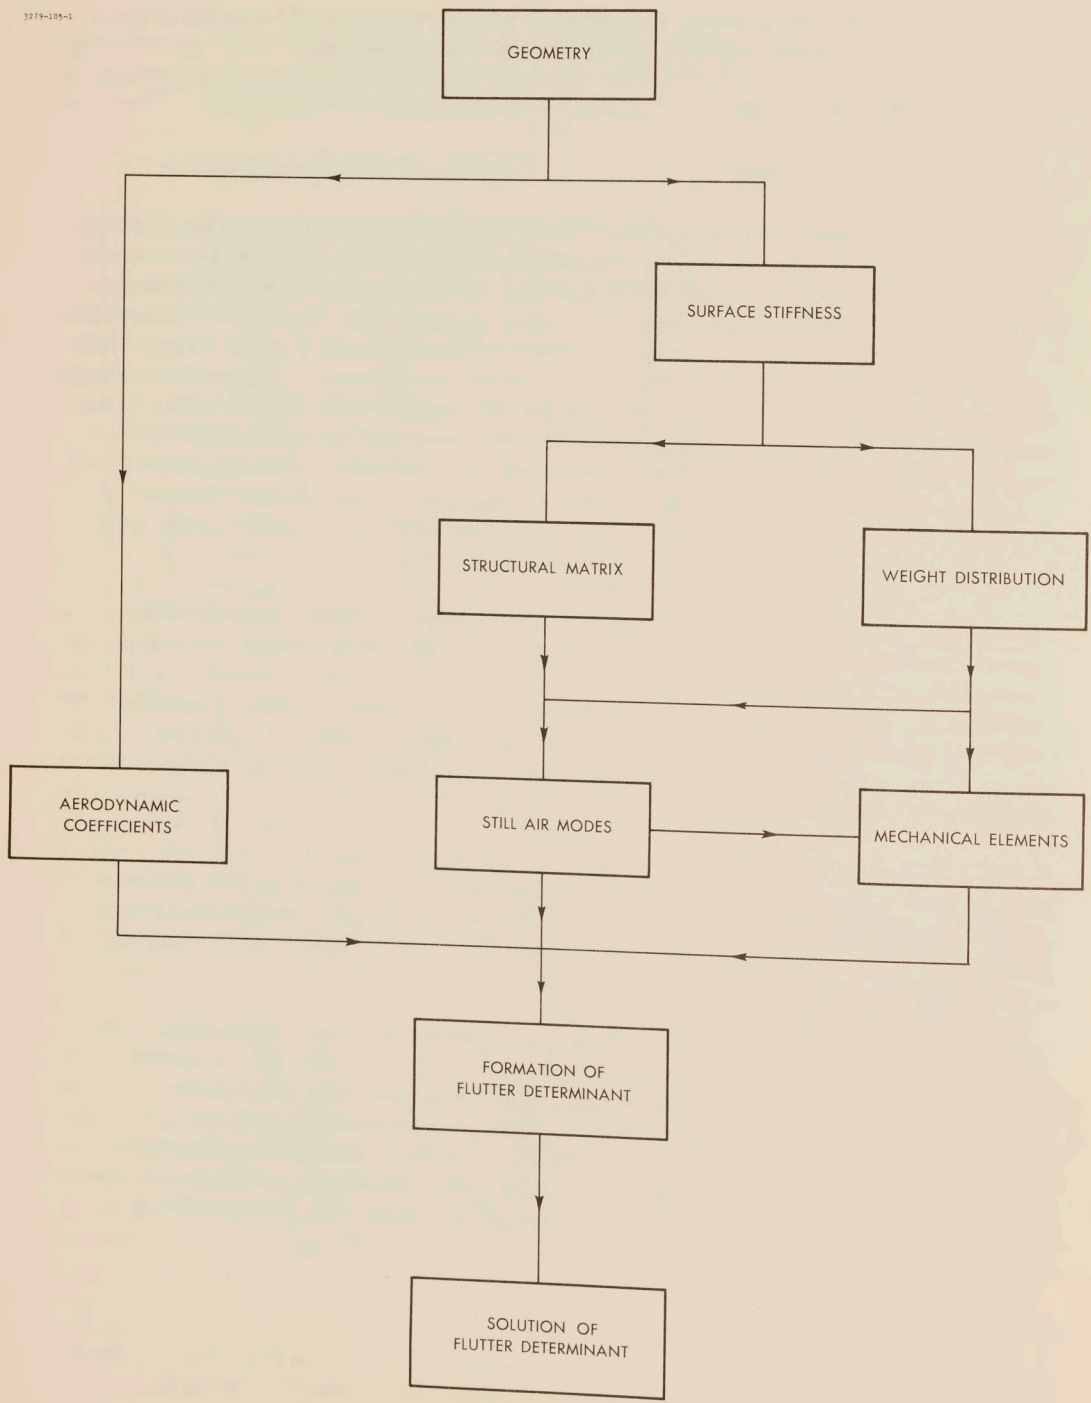 3279-105-1
GEOMETRY
SURFACE STIFFNESS
STRUCTURAL MATRIX
WEIGHT DISTRIBUTION
AERODYNAMIC
COEFFICIENTS
STILL AIR MODES
MECHANICAL ELEMENTS
FORMATION OF
FLUTTER DETERMINANT
SOLUTION OF
FLUTTER DETERMINANT